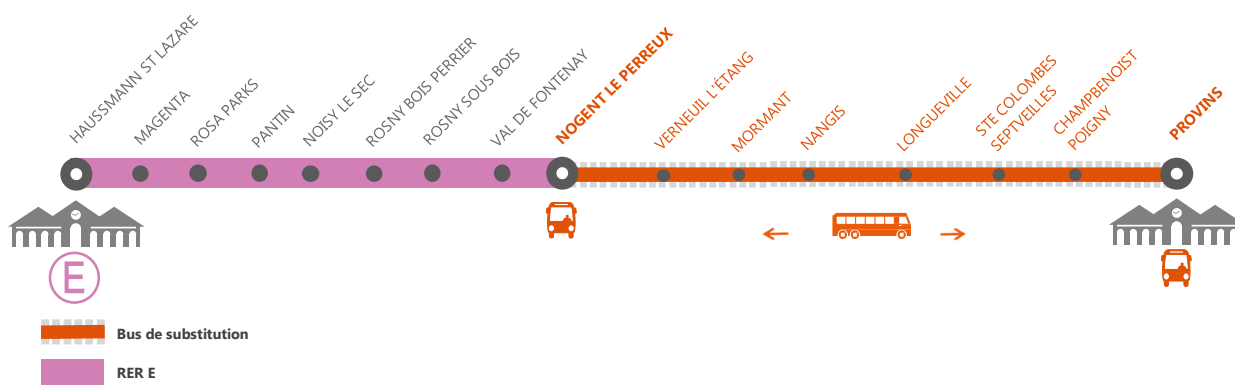 HAUSSMANN ST LAZARE
MAGENTA
ROSA PARKS
PANTIN
NOISY LE SEC
ROSNY BOIS PERRIER
ROSNY SOUS BOIS
VAL DE FONTENAY
NOGENT LE PERREUX
VERNEUIL L'ÉTANG
MORMANT
NANGIS
LONGUEVILLE
STE COLOMBES
SEPTVEILLES
CHAMPBENOIST
POIGNY
PROVINS
E
Bus de substitution
RER E